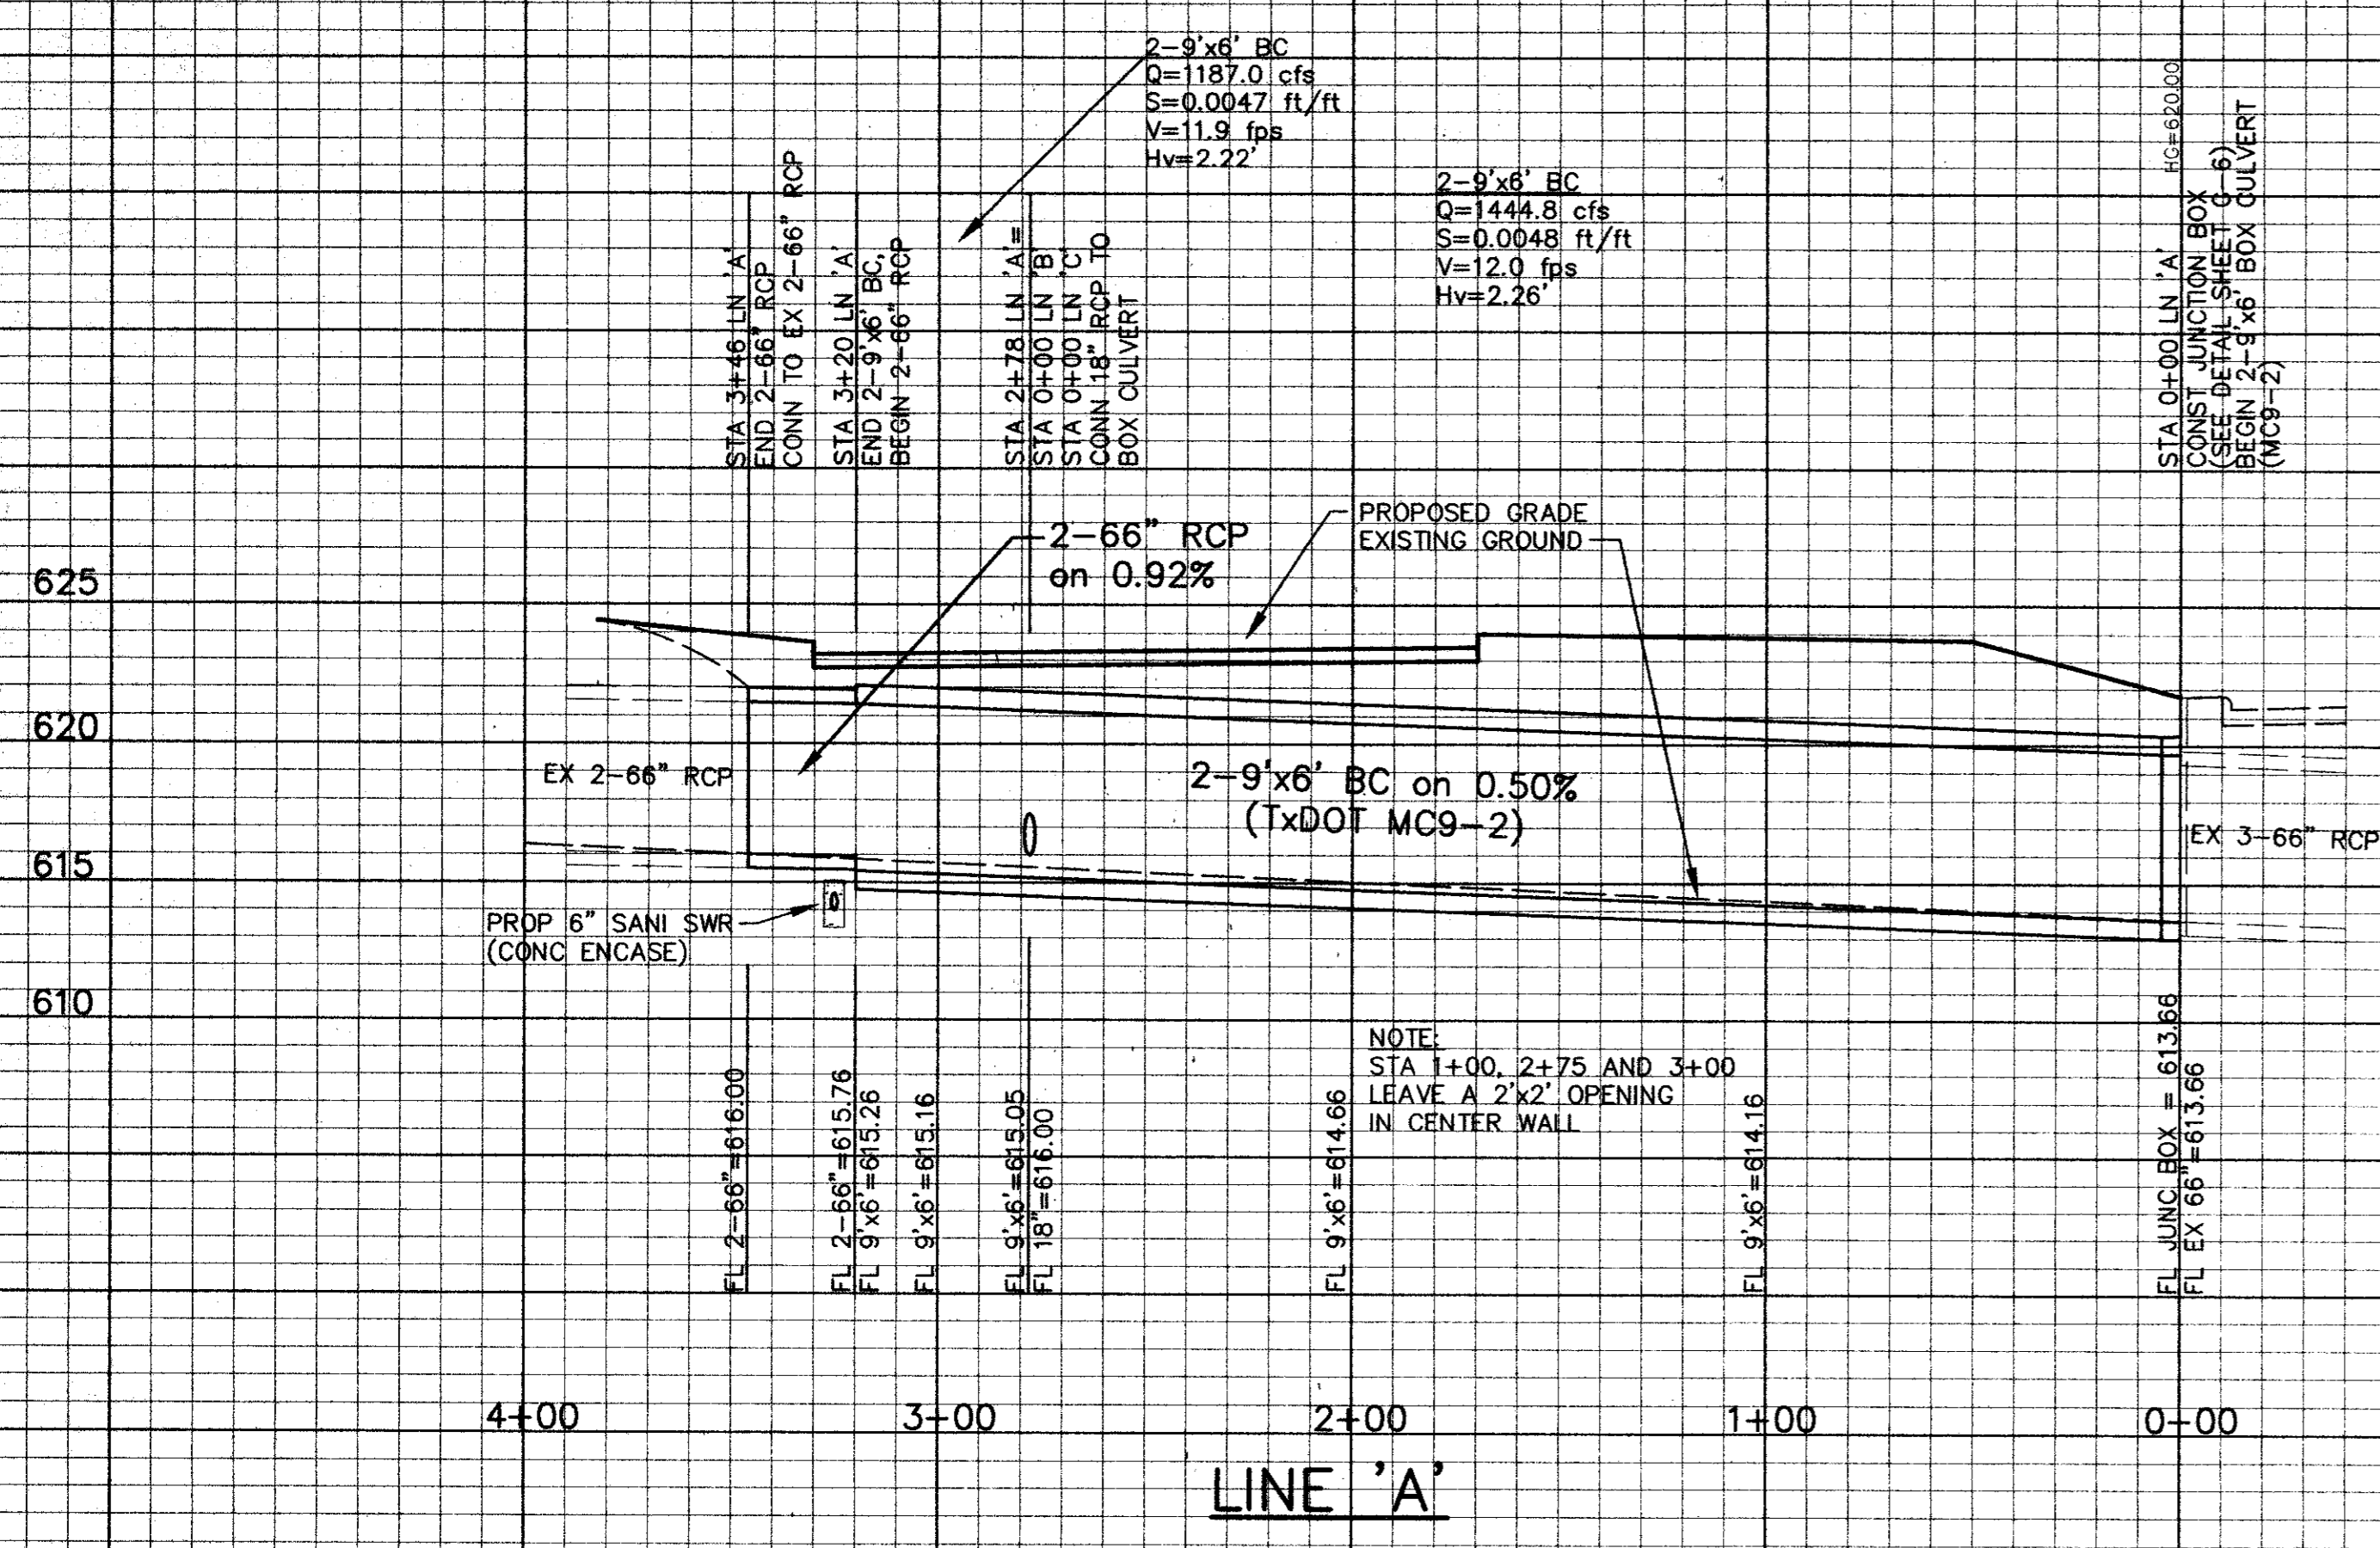 2-9'x6' BC
Q=1187.0 cfs
S=0.0047 ft/ft
V=11.9 fps
Hv=2.22'
2-9'x6' BC
Q=1444.8 cfs
S=0.0048 ft/ft
V=12.0 fps
Hv=2.26'
STA 3+46 LN 'A'
END 2-66" RCP
CONN TO EX 2-66" RCP
STA 3+20 LN 'A'
END 2-9'x6' BC,
BEGIN 2-66" RCP
STA 2+78 LN 'A'=
STA 0+00 LN 'B'
STA 0+00 LN 'C'
CONN 18" RCP TO
BOX CULVERT
HG=620.00
STA 0+00 LN 'A'
CONST JUNCTION BOX
(SEE DETAIL SHEET C-6)
BEGIN 2-9'x6' BOX CULVERT
(MC9-2)
2-66" RCP
on 0.92%
PROPOSED GRADE
EXISTING GROUND
625
620
615
610
EX 2-66" RCP
2-9'x6' BC on 0.50%
(TxDOT MC9-2)
EX 3-66" RCP
PROP 6" SANI SWR
(CONC ENCASE)
NOTE:
STA 1+00, 2+75 AND 3+00
LEAVE A 2'x2' OPENING
IN CENTER WALL
FL 2-66"=616.00
FL 2-66"=615.76
FL 9'x6'=615.26
FL 9'x6'=615.16
FL 9'x6'=615.05
FL 18"=616.00
FL 9'x6'=614.66
FL 9'x6'=614.16
FL JUNC BOX = 613.66
FL EX 66"=613.66
4+00
3+00
2+00
1+00
0+00
LINE 'A'